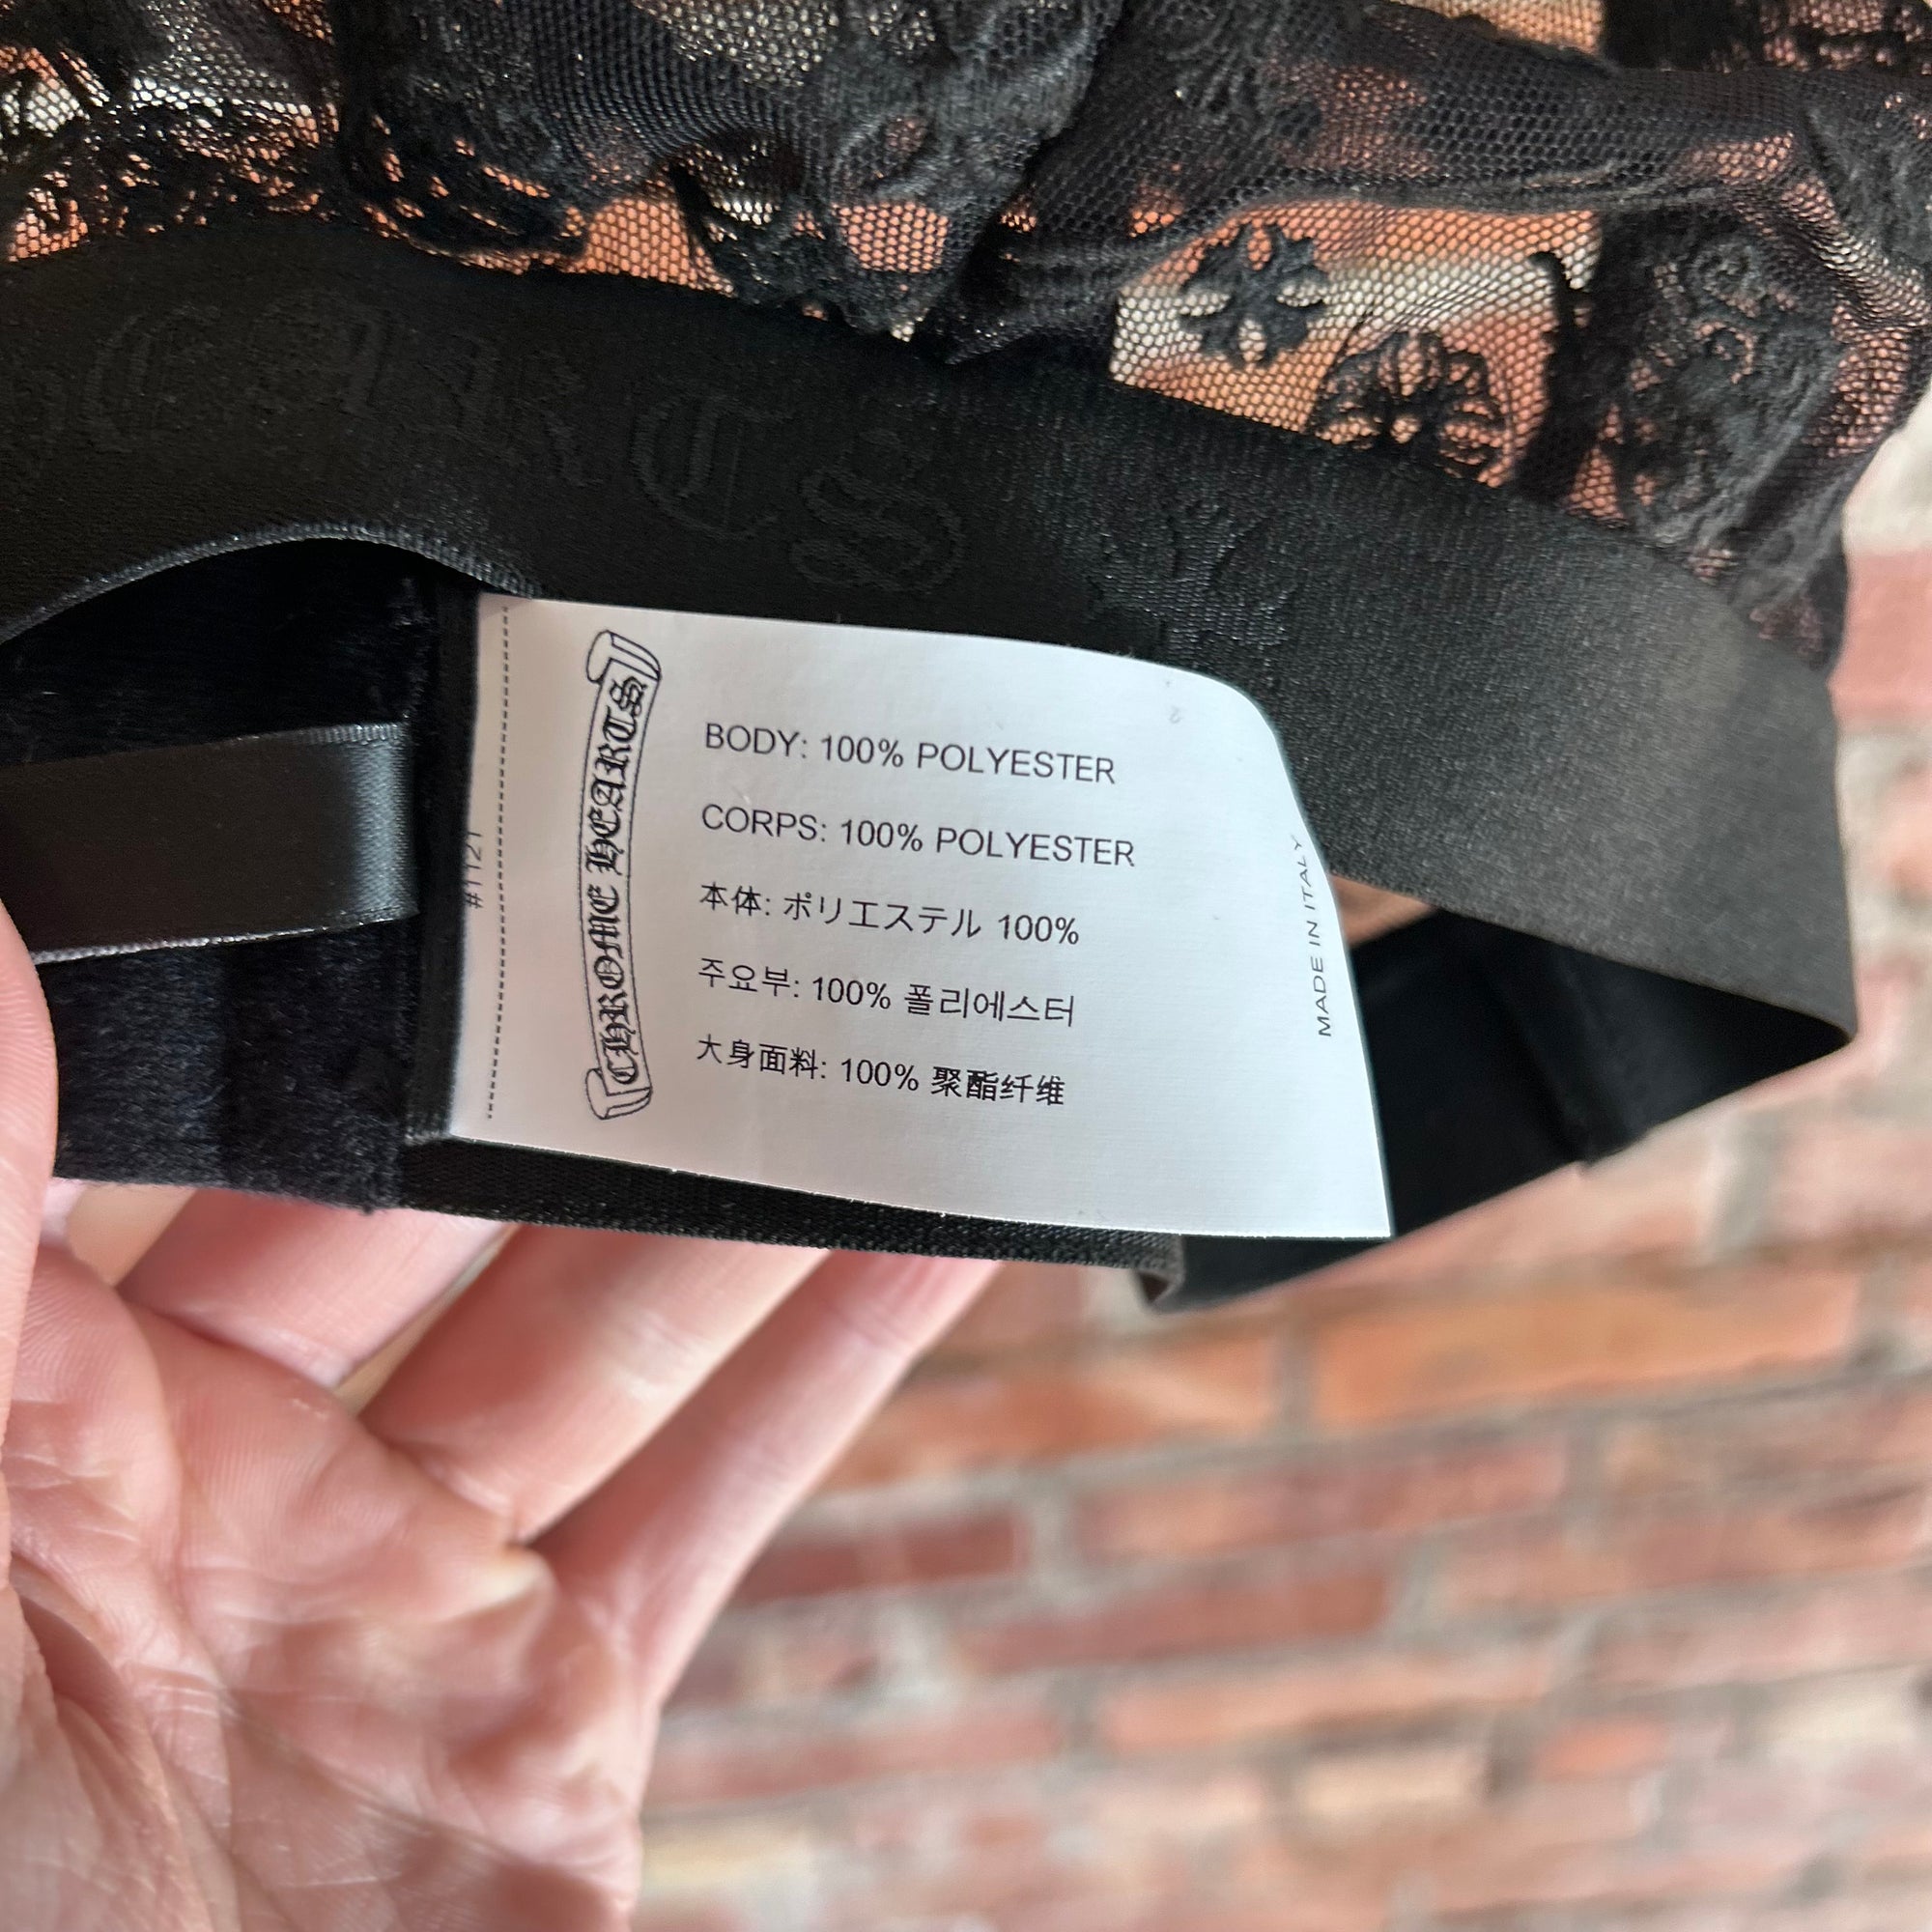 CHROME HEARTS
BODY: 100% POLYESTER
CORPS: 100% POLYESTER
本体: ポリエステル 100%
주요부: 100% 폴리에스터
大身面料: 100% 聚酯纤维
MADE IN ITALY